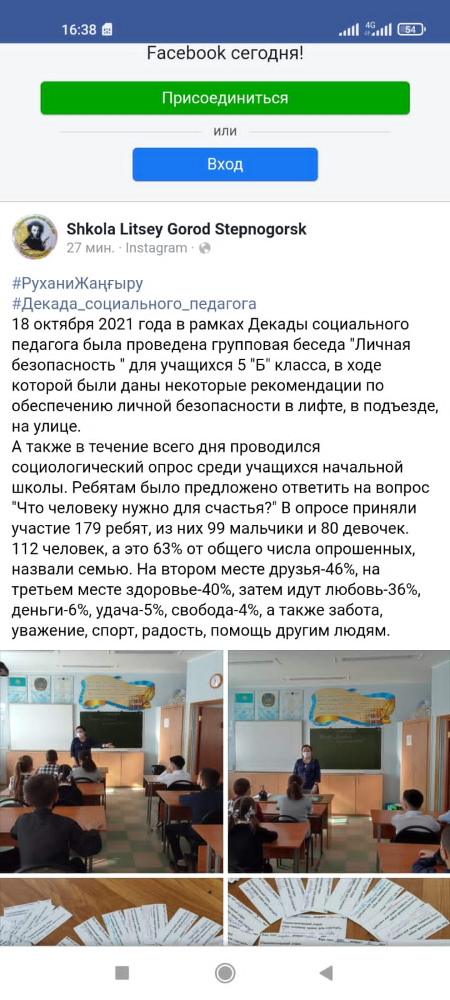 16:38
4G
54
Facebook сегодня!
Присоединиться
или
Вход
Shkola Litsey Gorod Stepnogorsk
27 мин. · Instagram ·
#РуханиЖаңғыру
#Декада_социального_педагога
18 октября 2021 года в рамках Декады социального
педагога была проведена групповая беседа "Личная
безопасность " для учащихся 5 "Б" класса, в ходе
которой были даны некоторые рекомендации по
обеспечению личной безопасности в лифте, в подъезде,
на улице.
А также в течение всего дня проводился
социологический опрос среди учащихся начальной
школы. Ребятам было предложено ответить на вопрос
"Что человеку нужно для счастья?" В опросе приняли
участие 179 ребят, из них 99 мальчики и 80 девочек.
112 человек, а это 63% от общего числа опрошенных,
назвали семью. На втором месте друзья-46%, на
третьем месте здоровье-40%, затем идут любовь-36%,
деньги-6%, удача-5%, свобода-4%, а также забота,
уважение, спорт, радость, помощь другим людям.